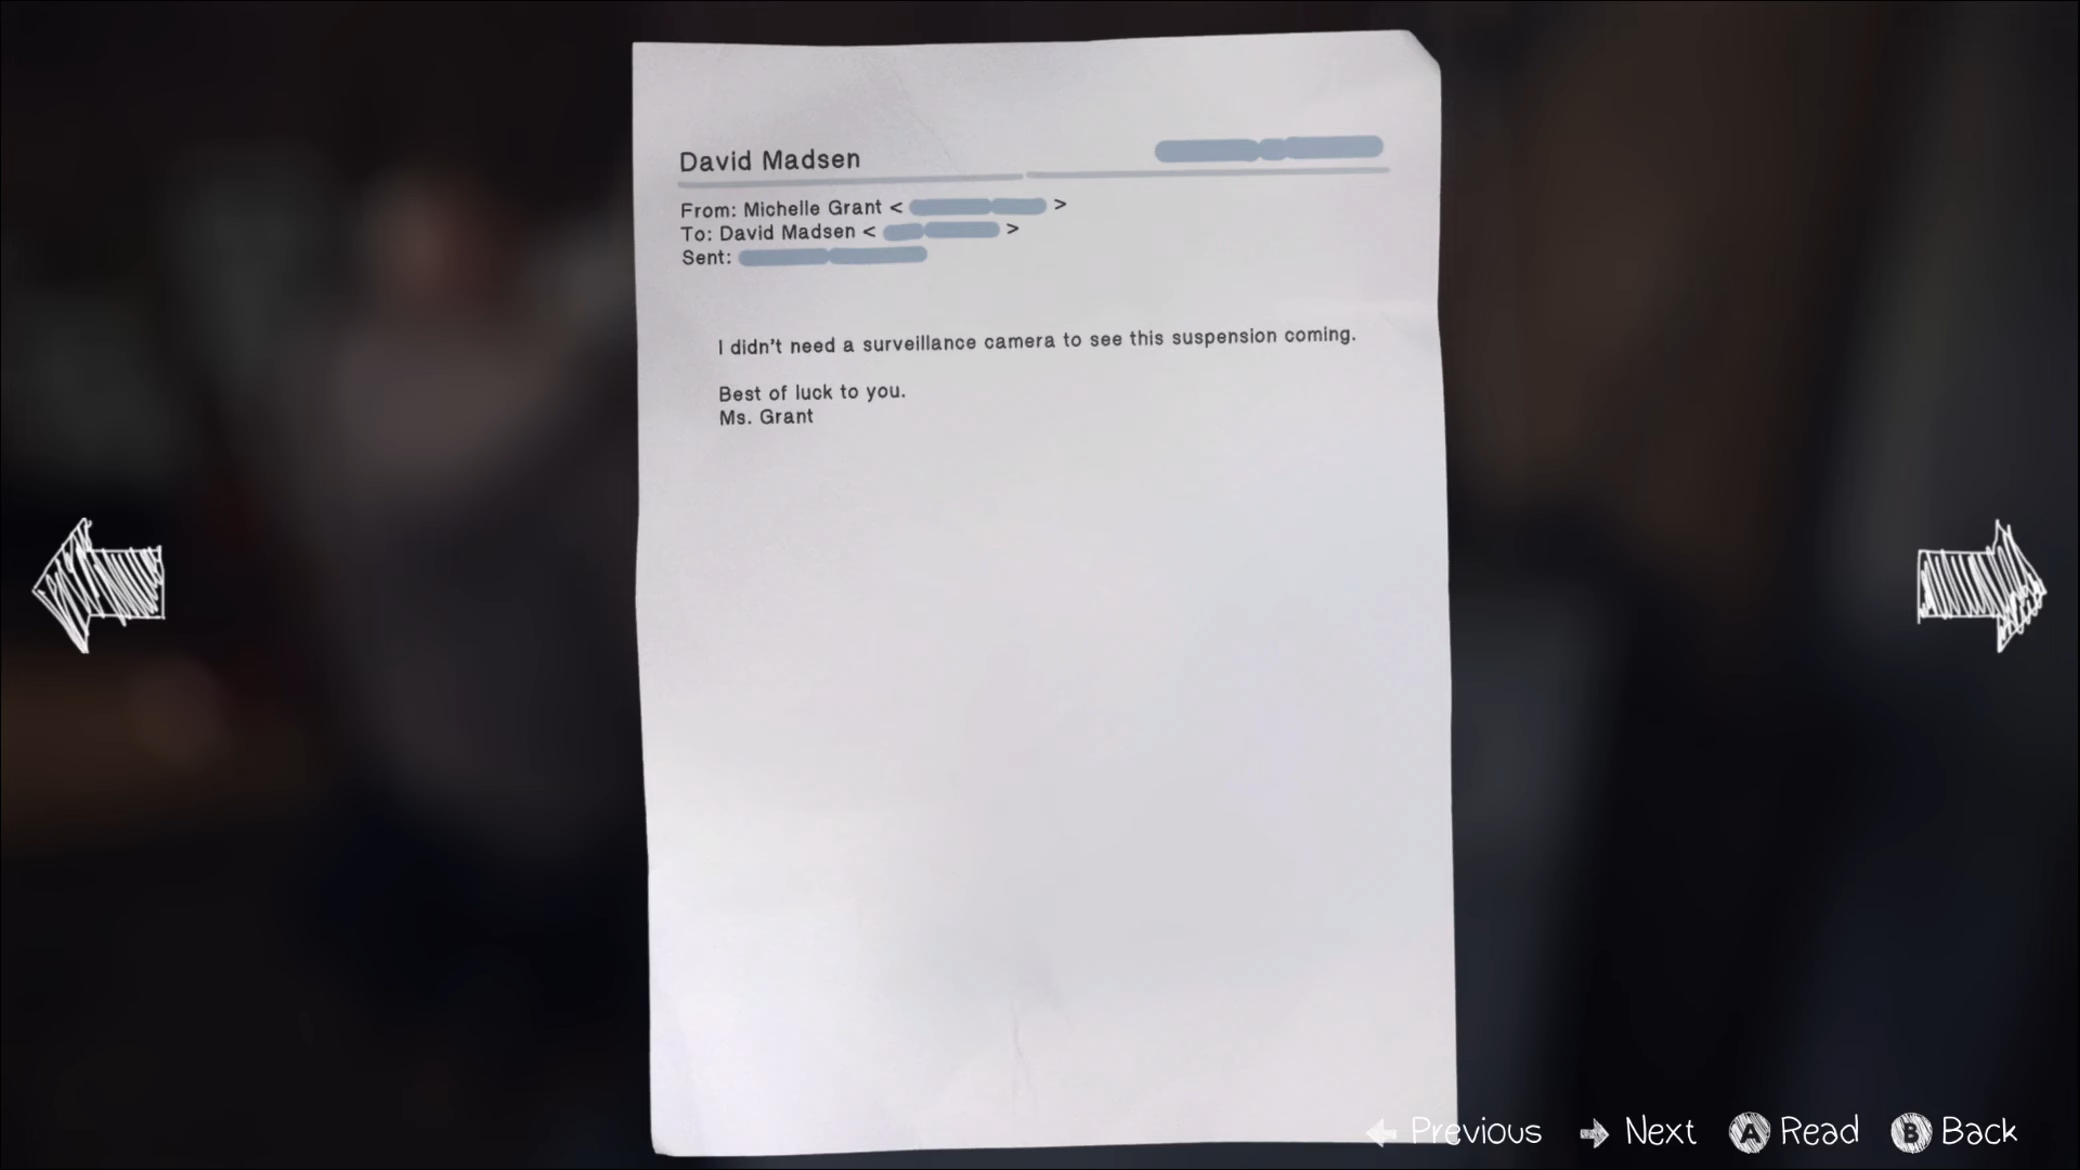 David Madsen
From: Michelle Grant < >
To: David Madsen < >
Sent:
I didn't need a surveillance camera to see this suspension coming.
Best of luck to you.
Ms. Grant
Previous Next A Read B Back